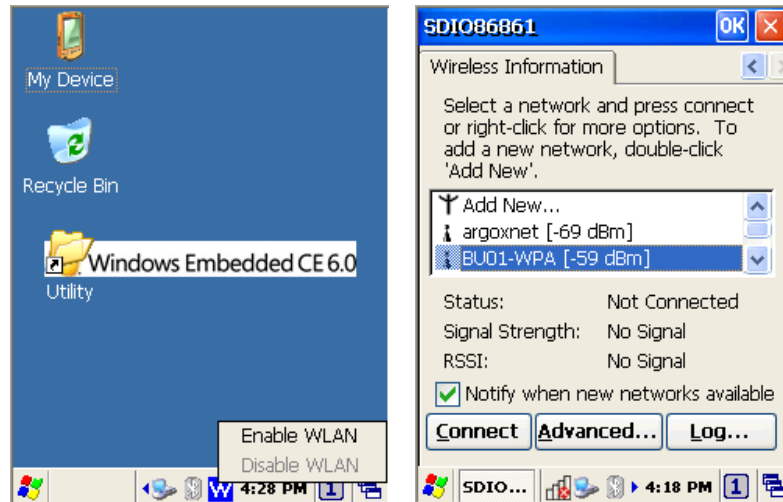 My Device
Recycle Bin
Windows Embedded CE 6.0
Utility
Enable WLAN
Disable WLAN
W 4:28 PM 1
SDIO86861 OK
Wireless Information
Select a network and press connect
or right-click for more options. To
add a new network, double-click
'Add New'.
Add New...
argoxnet [-69 dBm]
BU01-WPA [-59 dBm]
Status: Not Connected
Signal Strength: No Signal
RSSI: No Signal
Notify when new networks available
Connect Advanced... Log...
SDIO... 4:18 PM 1